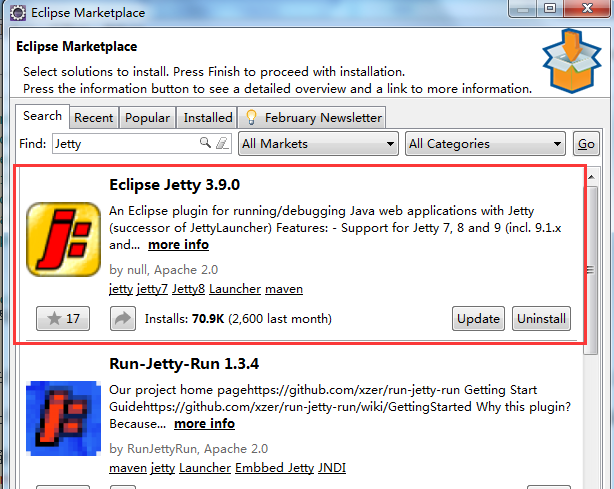 Eclipse Marketplace
Eclipse Marketplace
Select solutions to install. Press Finish to proceed with installation.
Press the information button to see a detailed overview and a link to more information.
Search Recent Popular Installed February Newsletter
Find: Jetty All Markets All Categories Go
Eclipse Jetty 3.9.0
An Eclipse plugin for running/debugging Java web applications with Jetty
(successor of JettyLauncher) Features: - Support for Jetty 7, 8 and 9 (incl. 9.1.x
and... more info
by null, Apache 2.0
jetty jetty7 Jetty8 Launcher maven
17 Installs: 70.9K (2,600 last month) Update Uninstall
Run-Jetty-Run 1.3.4
Our project home pagehttps://github.com/xzer/run-jetty-run Getting Start
Guidehttps://github.com/xzer/run-jetty-run/wiki/GettingStarted Why this plugin?
Because... more info
by RunJettyRun, Apache 2.0
maven jetty Launcher Embbed Jetty JNDI